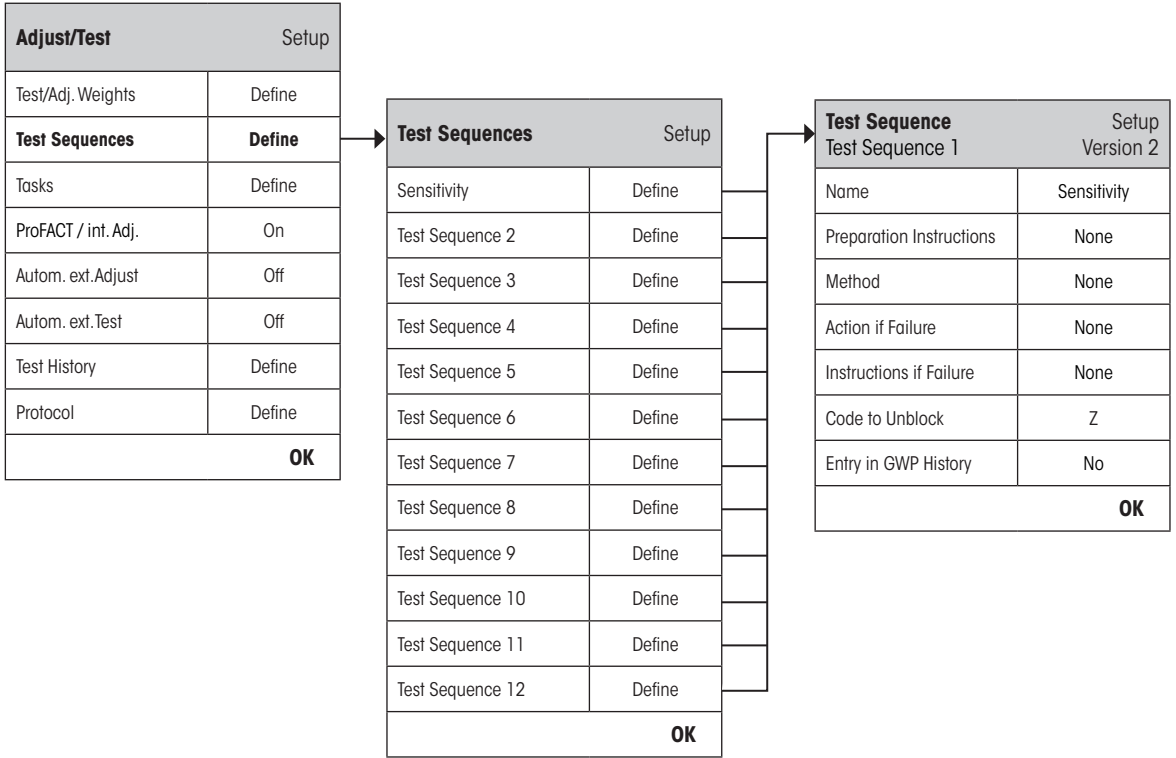 Adjust/Test Setup
Test/Adj. Weights Define
Test Sequences Define
Tasks Define
ProFACT / int. Adj. On
Autom. ext.Adjust Off
Autom. ext.Test Off
Test History Define
Protocol Define
OK
Test Sequences Setup
Sensitivity Define
Test Sequence 2 Define
Test Sequence 3 Define
Test Sequence 4 Define
Test Sequence 5 Define
Test Sequence 6 Define
Test Sequence 7 Define
Test Sequence 8 Define
Test Sequence 9 Define
Test Sequence 10 Define
Test Sequence 11 Define
Test Sequence 12 Define
OK
Test Sequence Setup
Test Sequence 1 Version 2
Name Sensitivity
Preparation Instructions None
Method None
Action if Failure None
Instructions if Failure None
Code to Unblock Z
Entry in GWP History No
OK